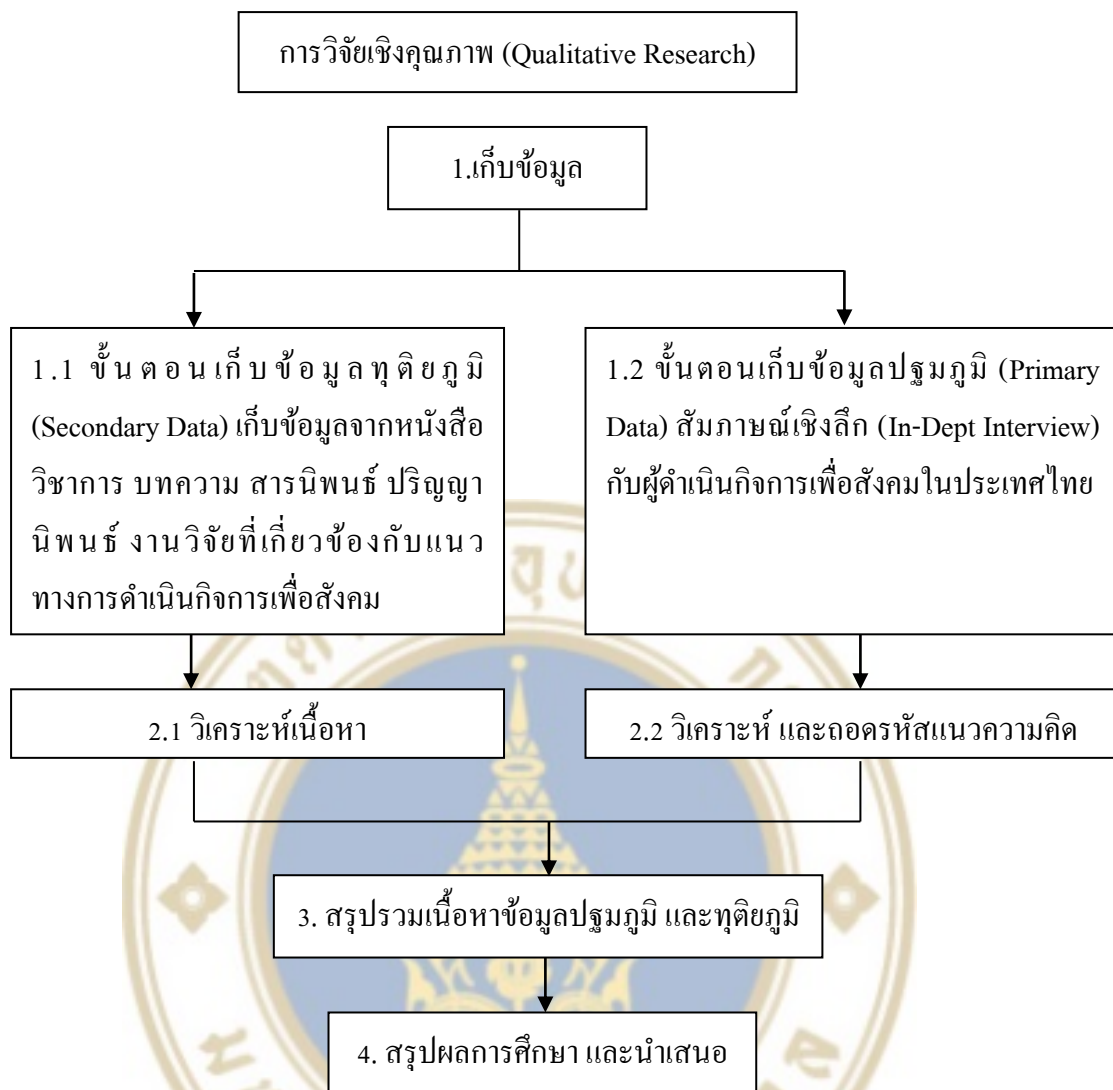 การวิจัยเชิงคุณภาพ (Qualitative Research)
1.เก็บข้อมูล
1.1 ขั้นตอนเก็บข้อมูลทุติยภูมิ
(Secondary Data) เก็บข้อมูลจากหนังสือ
วิชาการ บทความ สารนิพนธ์ ปริญญา
นิพนธ์ งานวิจัยที่เกี่ยวข้องกับแนว
ทางการดำเนินกิจการเพื่อสังคม
1.2 ขั้นตอนเก็บข้อมูลปฐมภูมิ (Primary
Data) สัมภาษณ์เชิงลึก (In-Dept Interview)
กับผู้ดำเนินกิจการเพื่อสังคมในประเทศไทย
2.1 วิเคราะห์เนื้อหา
2.2 วิเคราะห์ และถอดรหัสแนวความคิด
3. สรุปรวมเนื้อหาข้อมูลปฐมภูมิ และทุติยภูมิ
4. สรุปผลการศึกษา และนำเสนอ